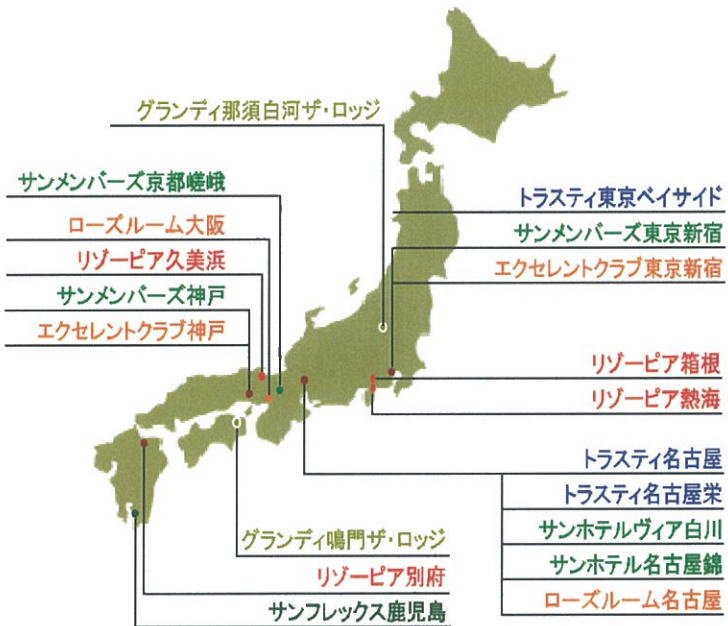 グランディ那須白河ザ・ロッジ
サンメンバーズ京都嵯峨
ローズルーム大阪
リゾーピア久美浜
サンメンバーズ神戸
エクセレントクラブ神戸
トラスティ東京ベイサイド
サンメンバーズ東京新宿
エクセレントクラブ東京新宿
リゾーピア箱根
リゾーピア熱海
トラスティ名古屋
トラスティ名古屋栄
サンホテルヴィア白川
サンホテル名古屋錦
ローズルーム名古屋
グランディ鳴門ザ・ロッジ
リゾーピア別府
サンフレックス鹿児島